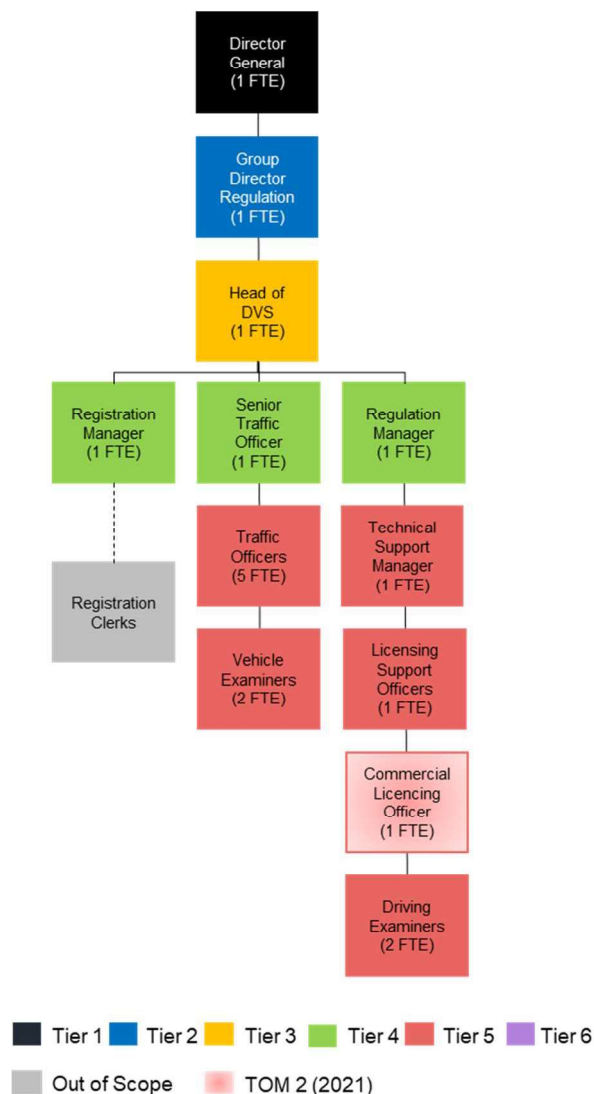 Director
General
(1 FTE)
Group
Director
Regulation
(1 FTE)
Head of
DVS
(1 FTE)
Registration
Manager
(1 FTE)
Senior
Traffic
Officer
(1 FTE)
Regulation
Manager
(1 FTE)
Registration
Clerks
Traffic
Officers
(5 FTE)
Vehicle
Examiners
(2 FTE)
Technical
Support
Manager
(1 FTE)
Licensing
Support
Officers
(1 FTE)
Commercial
Licencing
Officer
(1 FTE)
Driving
Examiners
(2 FTE)
Tier 1 Tier 2 Tier 3 Tier 4 Tier 5 Tier 6
Out of Scope TOM 2 (2021)